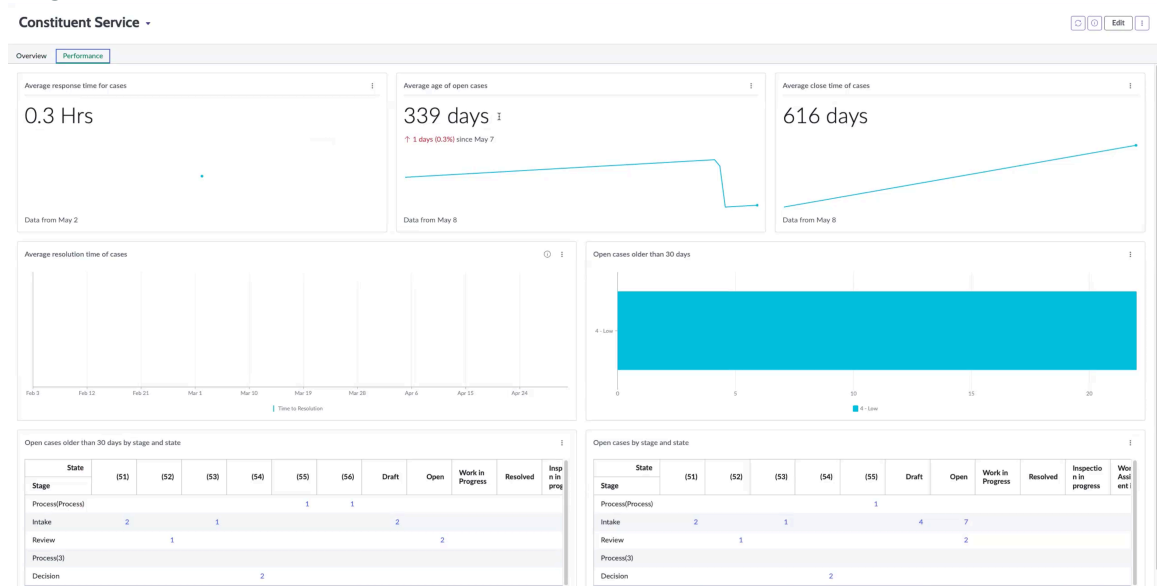 Constituent Service
Edit
Overview Performance
Average response time for cases
0.3 Hrs
Data from May 2
Average age of open cases
339 days
↑ 1 days (0.3%) since May 7
Data from May 8
Average close time of cases
616 days
Data from May 8
Average resolution time of cases
Feb 3 Feb 12 Feb 21 Mar 1 Mar 10 Mar 19 Mar 28 Apr 6 Apr 15 Apr 24
Time to Resolution
Open cases older than 30 days
4 - Low
0 5 10 15 20
4 - Low
Open cases older than 30 days by stage and state
State
Stage
(51) (52) (53) (54) (55) (56) Draft Open Work in Progress Resolved Insp n in prog
Process(Process) 1 1
Intake 2 1 2
Review 1 2
Process(3)
Decision 2
Open cases by stage and state
State
Stage
(51) (52) (53) (54) (55) Draft Open Work in Progress Resolved Inspectio n in progress Wor Assi ent i
Process(Process) 1
Intake 2 1 4 7
Review 1 2
Process(3)
Decision 2